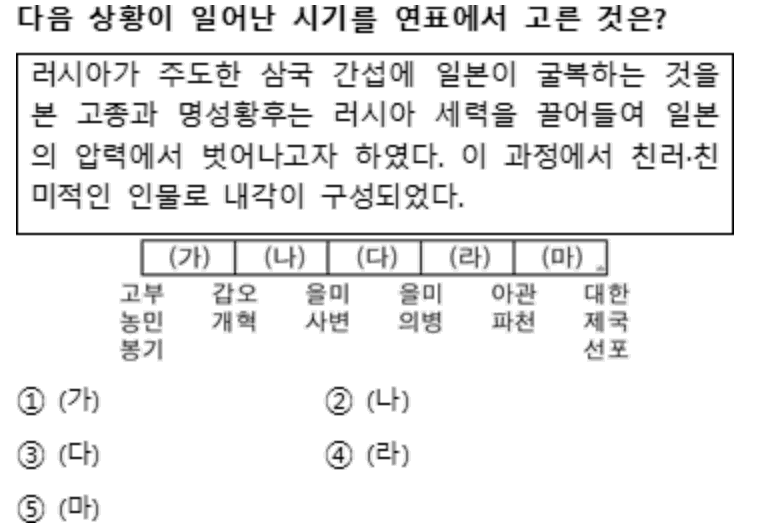 다음 상황이 일어난 시기를 연표에서 고른 것은?
러시아가 주도한 삼국 간섭에 일본이 굴복하는 것을
본 고종과 명성황후는 러시아 세력을 끌어들여 일본
의 압력에서 벗어나고자 하였다. 이 과정에서 친러·친
미적인 인물로 내각이 구성되었다.
(가) (나) (다) (라) (마)
고부 갑오 을미 을미 아관 대한
농민 개혁 사변 의병 파천 제국
봉기 선포
① (가) ② (나)
③ (다) ④ (라)
⑤ (마)